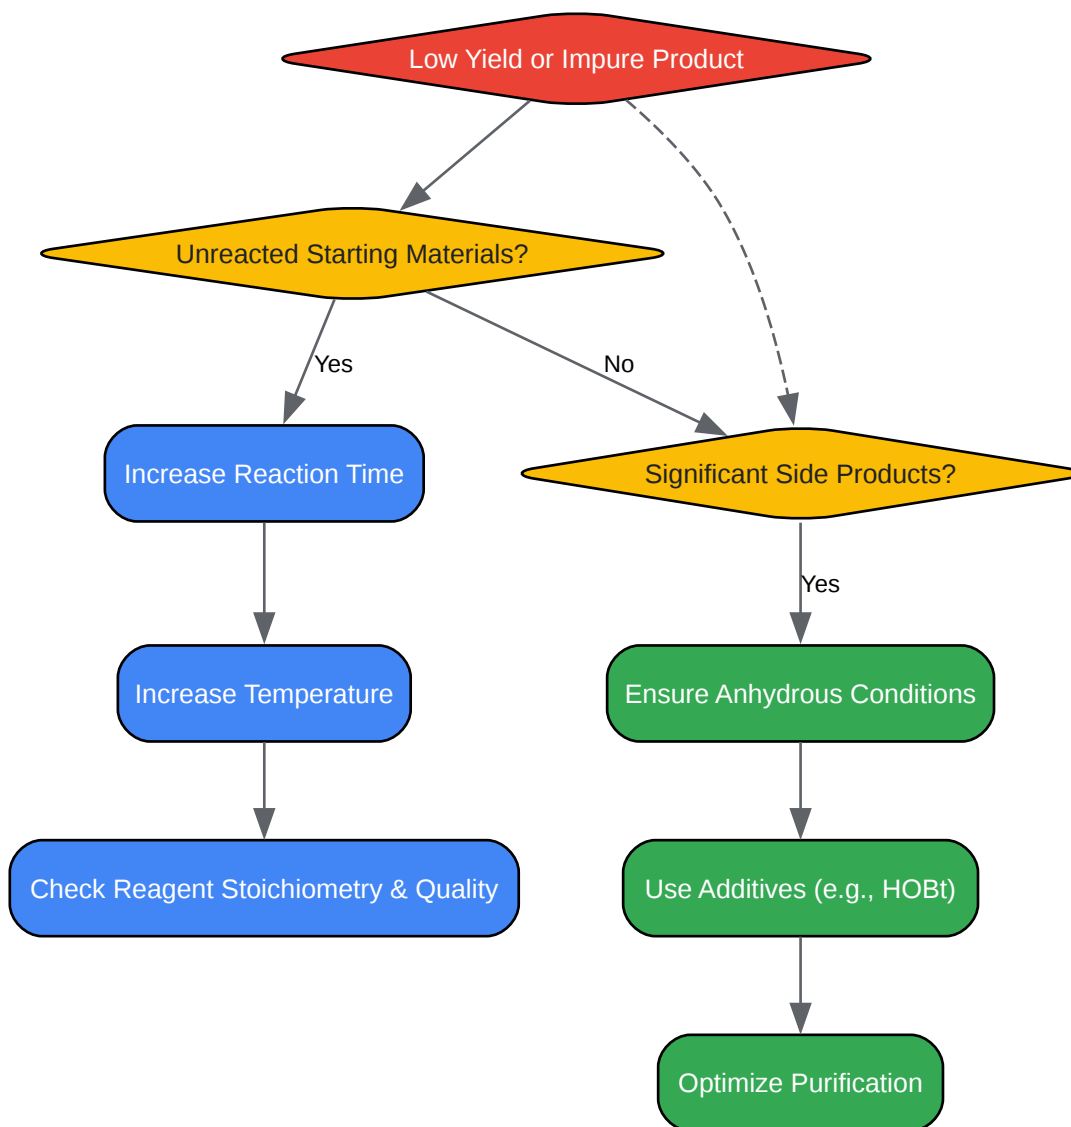 Low Yield or Impure Product
Unreacted Starting Materials?
Yes
No
Increase Reaction Time
Significant Side Products?
Yes
Increase Temperature
Ensure Anhydrous Conditions
Check Reagent Stoichiometry & Quality
Use Additives (e.g., HOBt)
Optimize Purification